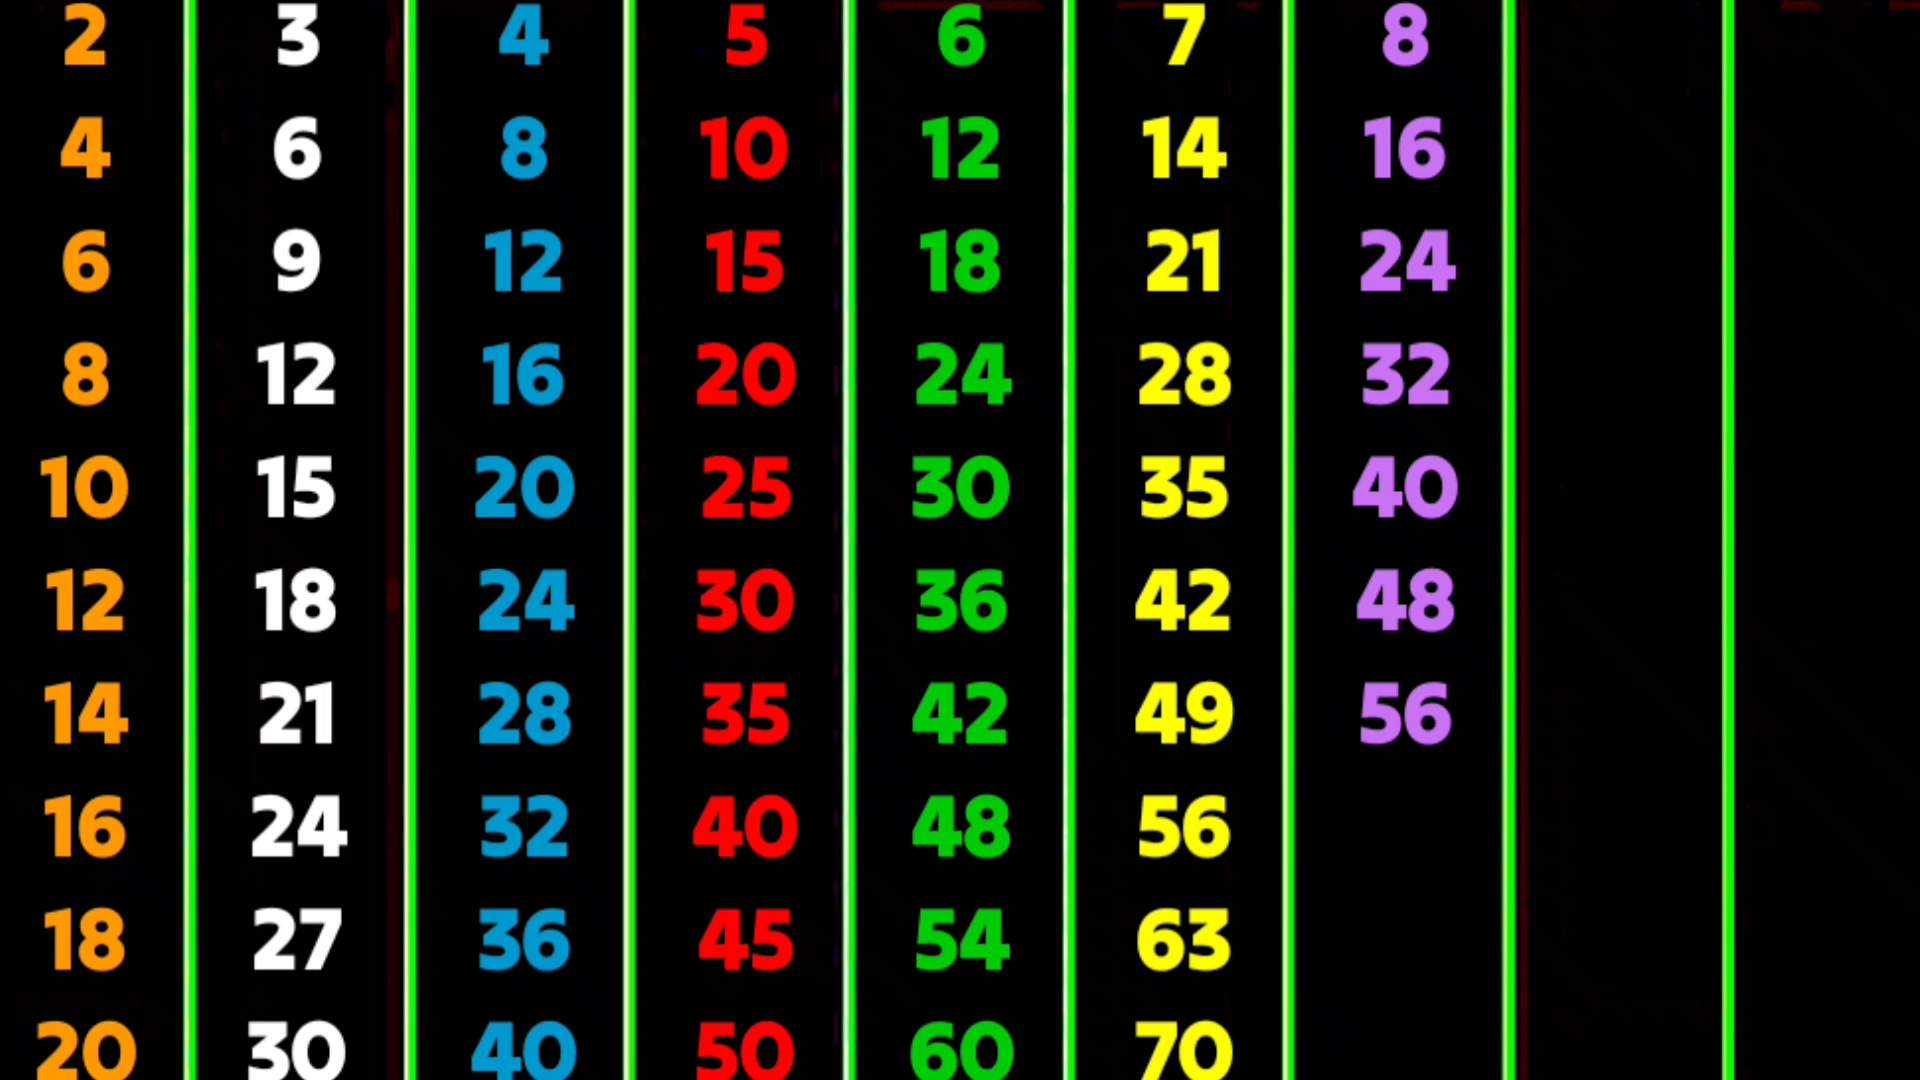 2 3 4 5 6 7 8
4 6 8 10 12 14 16
6 9 12 15 18 21 24
8 12 16 20 24 28 32
10 15 20 25 30 35 40
12 18 24 30 36 42 48
14 21 28 35 42 49 56
16 24 32 40 48 56
18 27 36 45 54 63
20 30 40 50 60 70